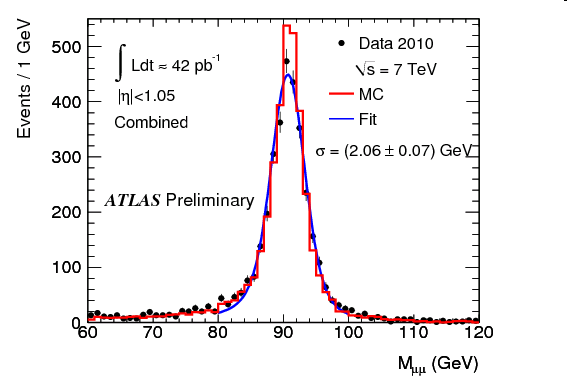 Events / 1 GeV
500
400
300
200
100
0
∫ Ldt ≈ 42 pb⁻¹
|η|<1.05
Combined
ATLAS Preliminary
Data 2010
√s = 7 TeV
MC
Fit
σ = (2.06 ± 0.07) GeV
60 70 80 90 100 110 120
Mμμ (GeV)